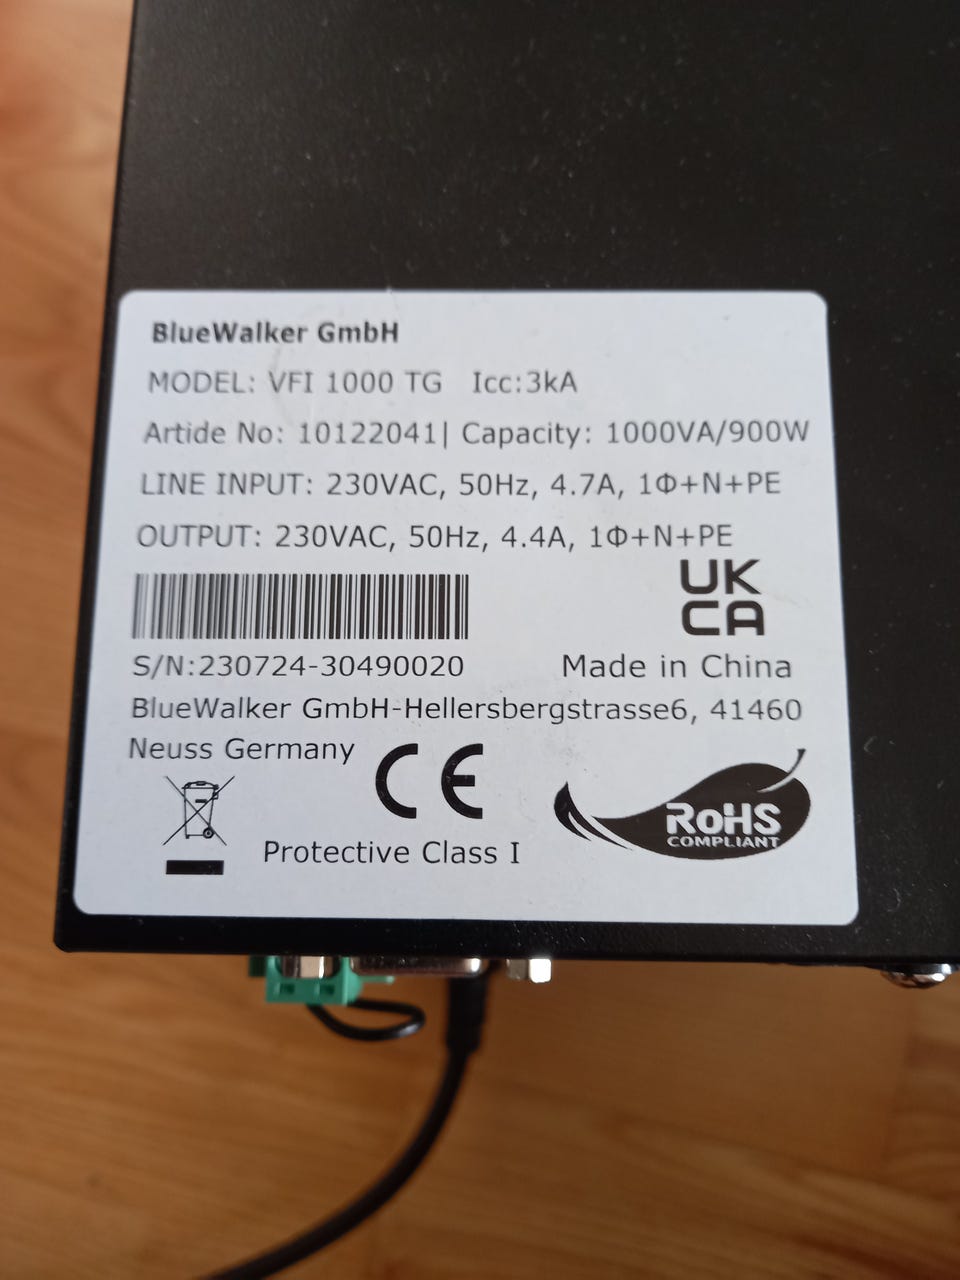 BlueWalker GmbH
MODEL: VFI 1000 TG Icc:3kA
Artide No: 10122041| Capacity: 1000VA/900W
LINE INPUT: 230VAC, 50Hz, 4.7A, 1Φ+N+PE
OUTPUT: 230VAC, 50Hz, 4.4A, 1Φ+N+PE
UK
CA
S/N:230724-30490020 Made in China
BlueWalker GmbH-Hellersbergstrasse6, 41460
Neuss Germany
CE
RoHS
COMPLIANT
Protective Class I